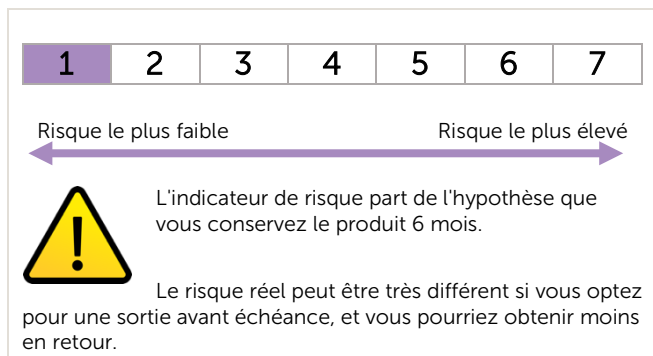 1 2 3 4 5 6 7
Risque le plus faible Risque le plus élevé
L'indicateur de risque part de l'hypothèse que
vous conservez le produit 6 mois.
Le risque réel peut être très différent si vous optez
pour une sortie avant échéance, et vous pourriez obtenir moins
en retour.